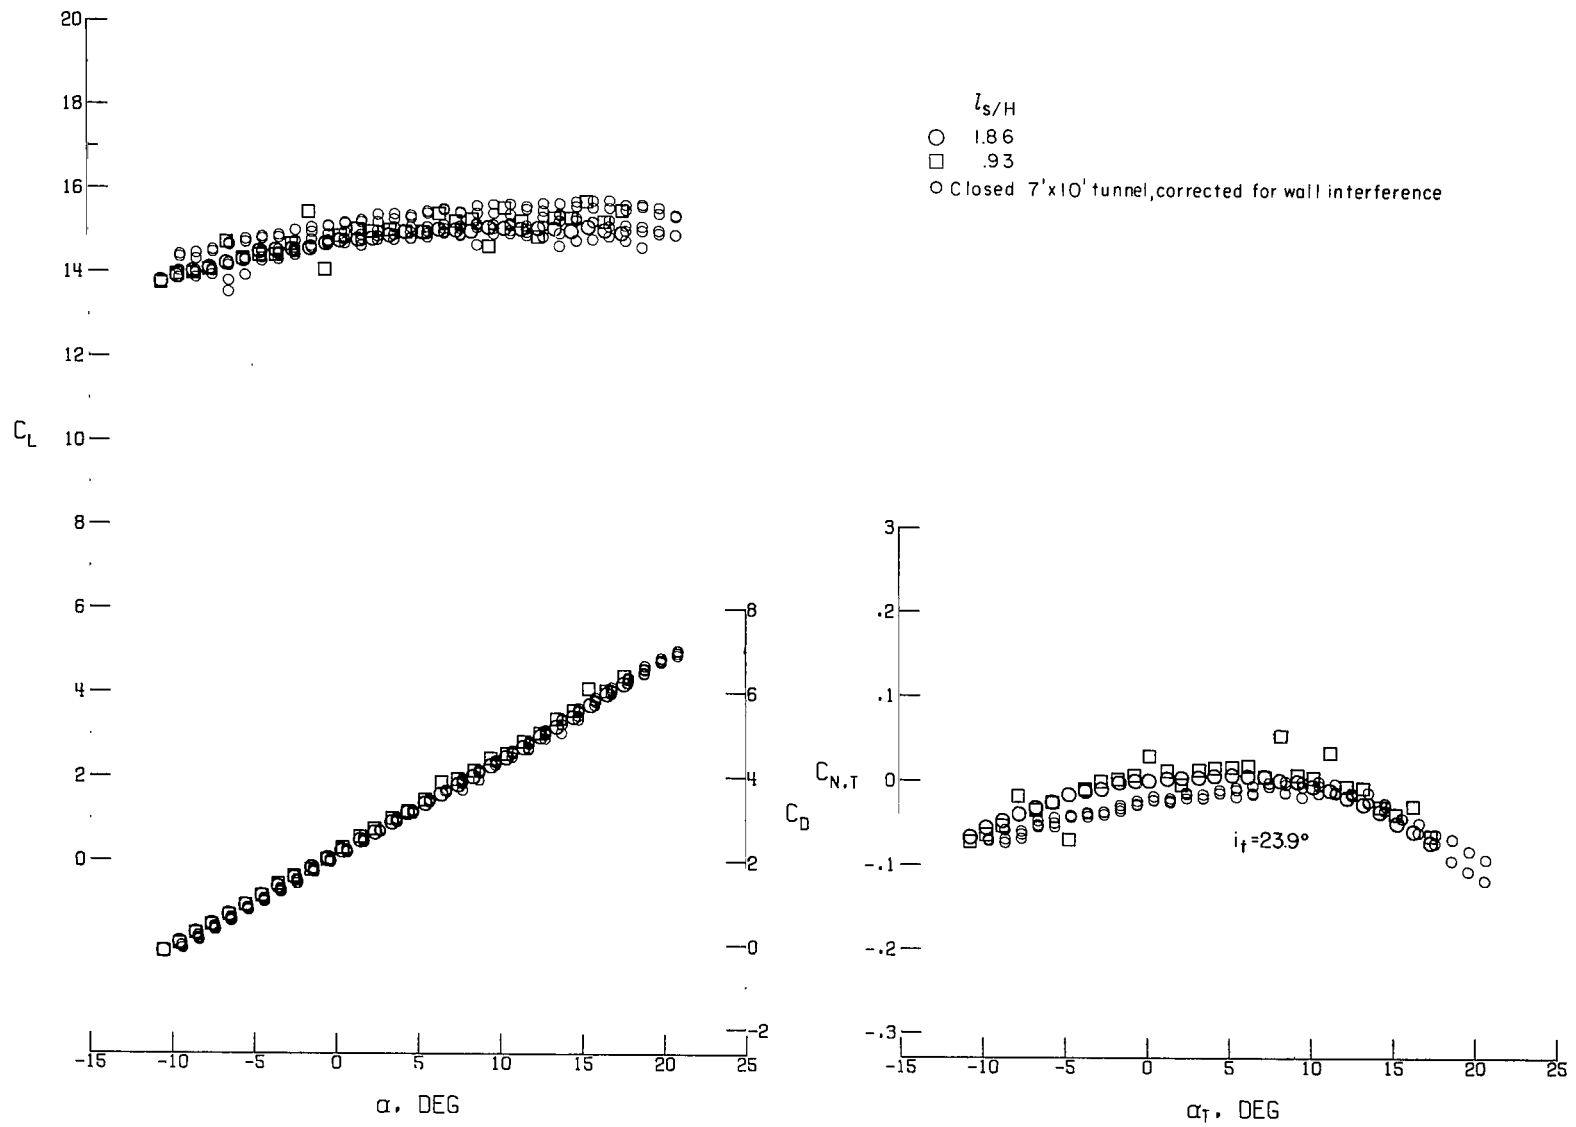 20
18
16
14
12
C_L
10
8
6
4
2
0
8
6
4
C_D
2
0
-2
-15 -10 -5 0 5 10 15 20 25
α, DEG
l_s/H
1.86
.93
Closed 7'x10' tunnel, corrected for wall interference
3
.2
.1
C_N,T
0
-.1
-.2
-.3
i_t=23.9°
-15 -10 -5 0 5 10 15 20 25
α_T, DEG